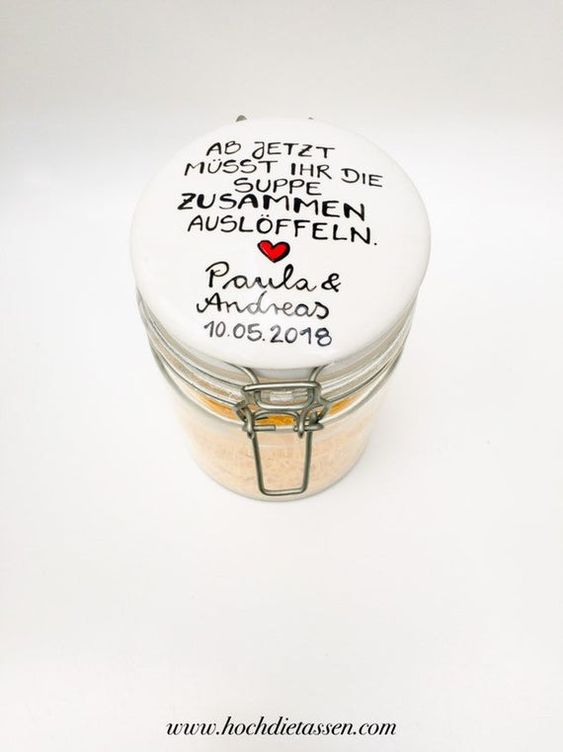 AB JETZT
MÜSST IHR DIE
SUPPE
ZUSAMMEN
AUSLÖFFELN.
Paula &
Andreas
10.05.2018
www.hochdietassen.com